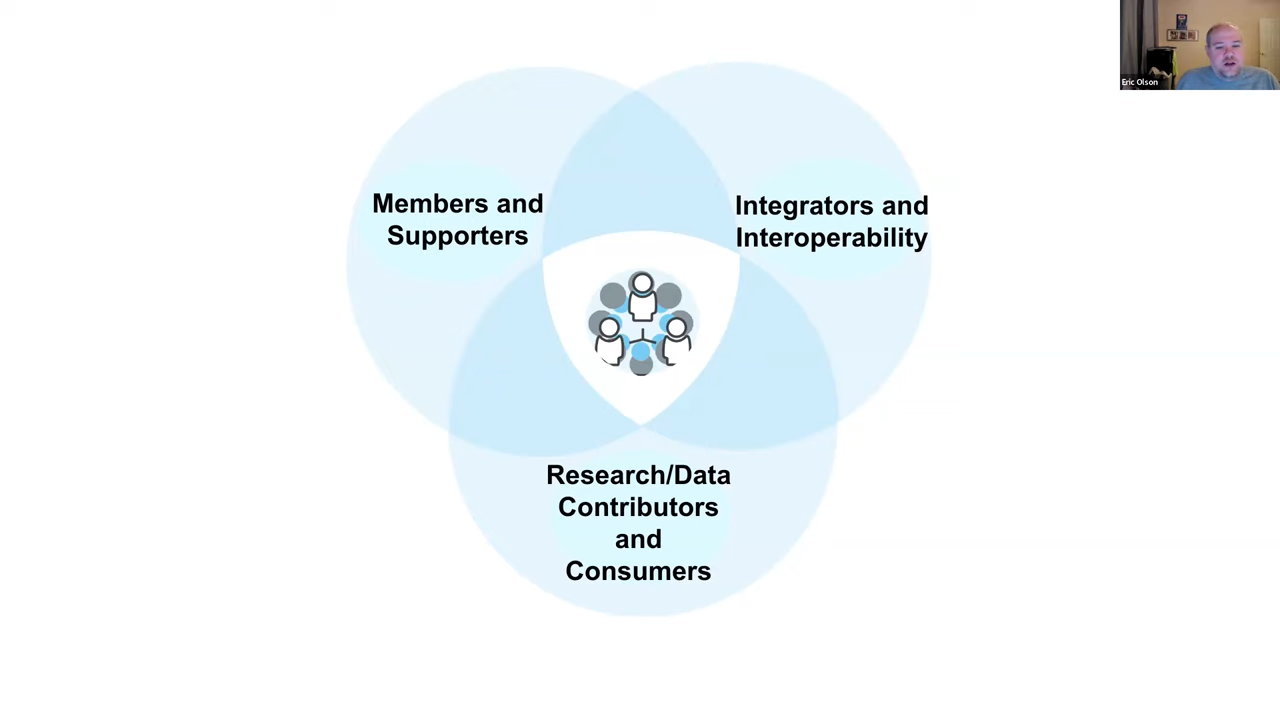 Eric Olson
Members and
Supporters
Integrators and
Interoperability
Research/Data
Contributors
and
Consumers